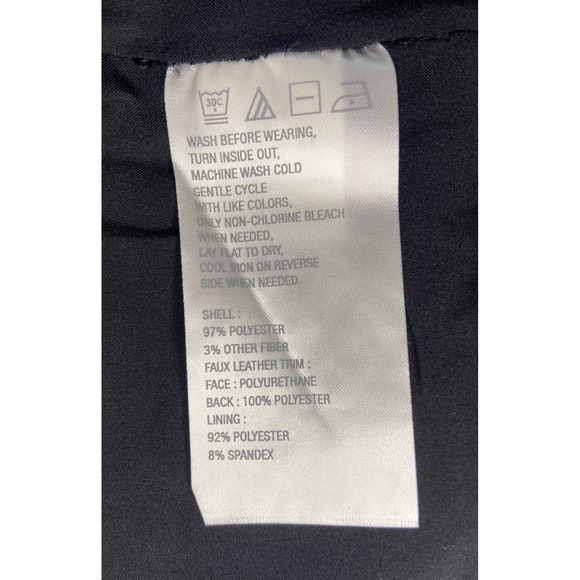 30C
WASH BEFORE WEARING,
TURN INSIDE OUT,
MACHINE WASH COLD
GENTLE CYCLE
WITH LIKE COLORS,
ONLY NON-CHLORINE BLEACH
WHEN NEEDED,
LAY FLAT TO DRY,
COOL IRON ON REVERSE
SIDE WHEN NEEDED.
SHELL :
97% POLYESTER
3% OTHER FIBER
FAUX LEATHER TRIM :
FACE : POLYURETHANE
BACK : 100% POLYESTER
LINING :
92% POLYESTER
8% SPANDEX